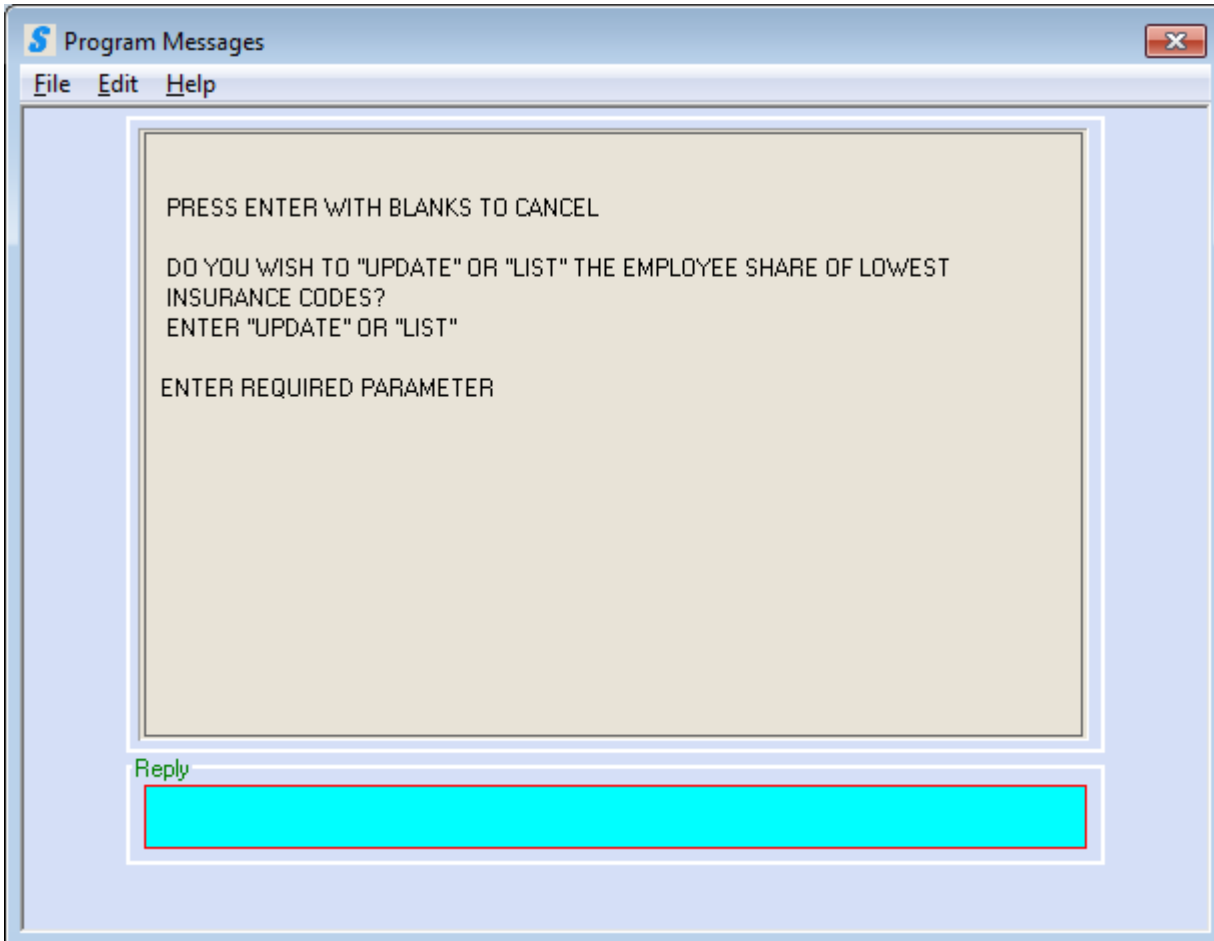 S Program Messages
File Edit Help
PRESS ENTER WITH BLANKS TO CANCEL
DO YOU WISH TO "UPDATE" OR "LIST" THE EMPLOYEE SHARE OF LOWEST
INSURANCE CODES?
ENTER "UPDATE" OR "LIST"
ENTER REQUIRED PARAMETER
Reply